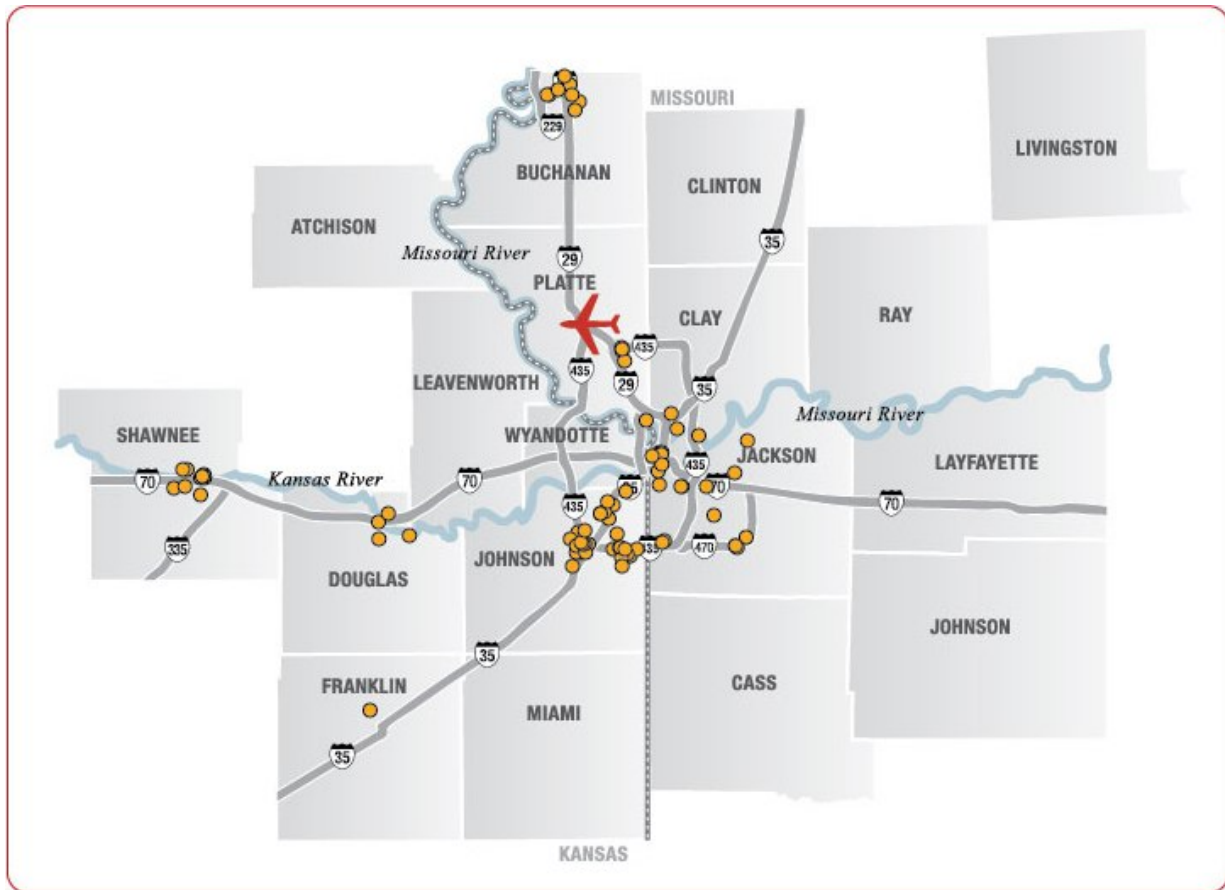 MISSOURI
LIVINGSTON
229
BUCHANAN
CLINTON
ATCHISON
35
Missouri River
29
PLATTE
RAY
CLAY
435
435
LEAVENWORTH
29
35
Missouri River
SHAWNEE
WYANDOTTE
JACKSON
LAYFAYETTE
435
Kansas River
70
70
70
70
435
335
470
JOHNSON
DOUGLAS
JOHNSON
35
FRANKLIN
CASS
MIAMI
35
KANSAS